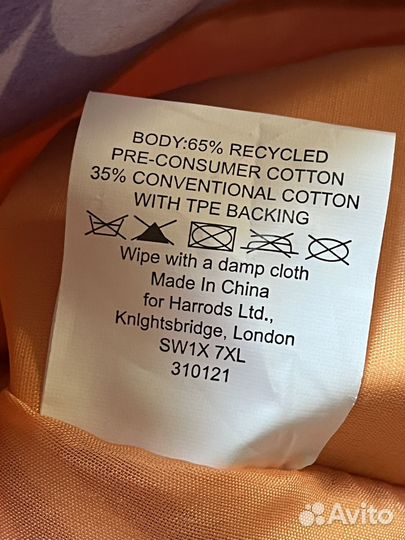 BODY:65% RECYCLED
PRE-CONSUMER COTTON
35% CONVENTIONAL COTTON
WITH TPE BACKING
Wipe with a damp cloth
Made In China
for Harrods Ltd.,
Knightsbridge, London
SW1X 7XL
310121
Avito